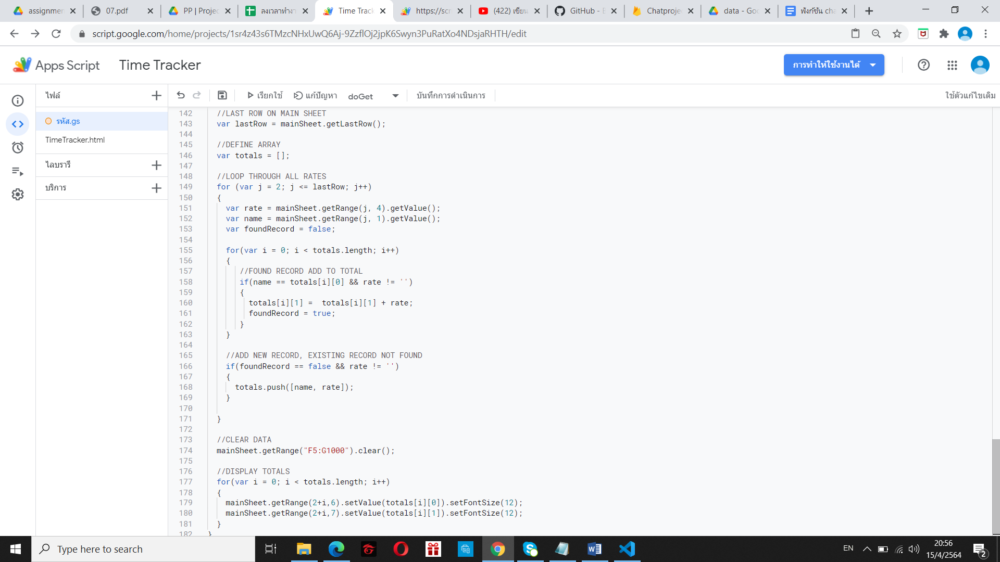 assignmen
07.pdf
PP | Projec
ลงเวลาทำงา
Time Track
https://scr
(422) เขียน
GitHub - E
Chatproje
data - Goo
ฟังก์ชัน cha
script.google.com/home/projects/1sr4z43s6TMzcNHxUwQ6Aj-9ZzflOj2jpK6Swyn3PuRatXo4NDsjaRHTH/edit
Apps Script
Time Tracker
การทำให้ใช้งานได้
ไฟล์
เรียกใช้
แก้ปัญหา
doGet
บันทึกการดำเนินการ
ใช้ตัวแก้ไขเดิม
รหัส.gs
TimeTracker.html
ไลบรารี
บริการ
142 //LAST ROW ON MAIN SHEET
143 var lastRow = mainSheet.getLastRow();
144
145 //DEFINE ARRAY
146 var totals = [];
147
148 //LOOP THROUGH ALL RATES
149 for (var j = 2; j <= lastRow; j++)
150 {
151 var rate = mainSheet.getRange(j, 4).getValue();
152 var name = mainSheet.getRange(j, 1).getValue();
153 var foundRecord = false;
154
155 for(var i = 0; i < totals.length; i++)
156 {
157 //FOUND RECORD ADD TO TOTAL
158 if(name == totals[i][0] && rate != '')
159 {
160 totals[i][1] =  totals[i][1] + rate;
161 foundRecord = true;
162 }
163 }
164
165 //ADD NEW RECORD, EXISTING RECORD NOT FOUND
166 if(foundRecord == false && rate != '')
167 {
168 totals.push([name, rate]);
169 }
170
171 }
172
173 //CLEAR DATA
174 mainSheet.getRange("F5:G1000").clear();
175
176 //DISPLAY TOTALS
177 for(var i = 0; i < totals.length; i++)
178 {
179 mainSheet.getRange(2+i,6).setValue(totals[i][0]).setFontSize(12);
180 mainSheet.getRange(2+i,7).setValue(totals[i][1]).setFontSize(12);
181 }
182 }
Type here to search
EN
20:56
15/4/2564
2